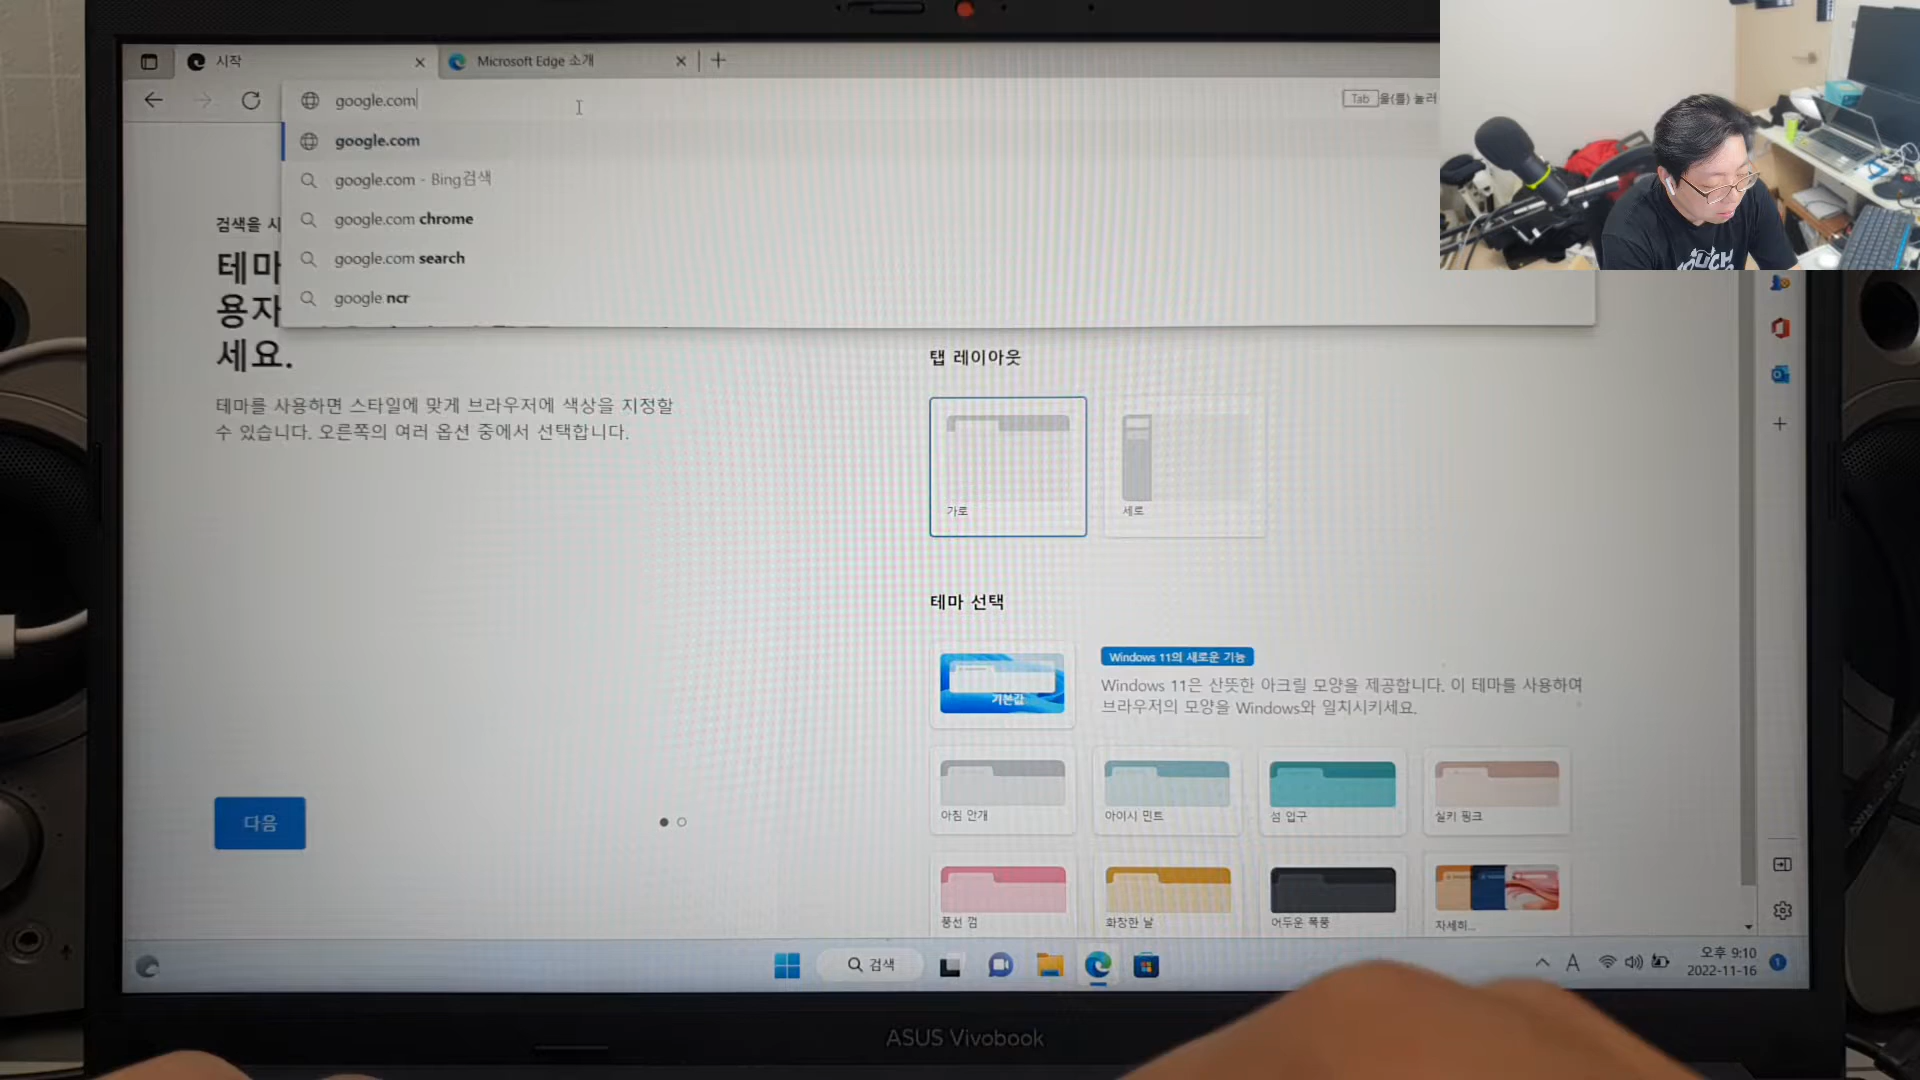 시작
Microsoft Edge 소개
google.com
Tab 을(를) 눌러
google.com
google.com - Bing검색
google.com chrome
google.com search
google ncr
검색을 시
테마
용자
세요.
테마를 사용하면 스타일에 맞게 브라우저에 색상을 지정할
수 있습니다. 오른쪽의 여러 옵션 중에서 선택합니다.
다음
탭 레이아웃
가로
세로
테마 선택
기본값
Windows 11의 새로운 기능
Windows 11은 산뜻한 아크릴 모양을 제공합니다. 이 테마를 사용하여
브라우저의 모양을 Windows와 일치시키세요.
아침 안개
아이시 민트
섬 입구
실키 핑크
풍선 껌
화창한 날
어두운 폭풍
자세히...
검색
A
오후 9:10
2022-11-16
1
ASUS Vivobook